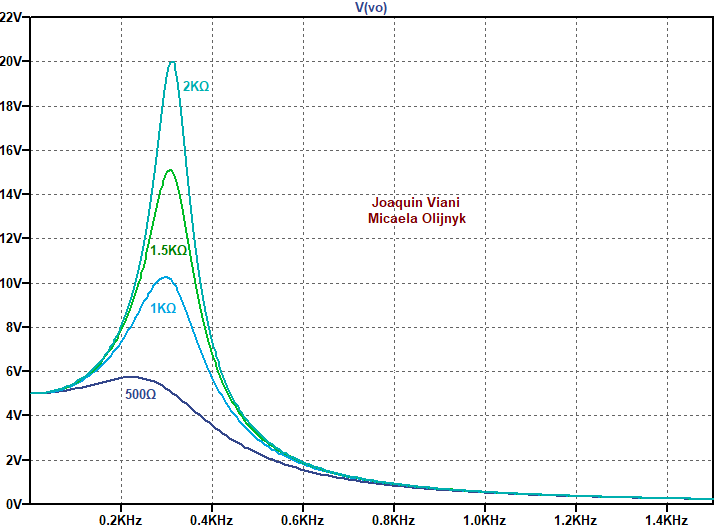 V(vo)
22V
20V
18V
16V
14V
12V
10V
8V
6V
4V
2V
0V
2KΩ
Joaquin Viani
Micaela Olijnyk
1.5KΩ
1KΩ
500Ω
0.2KHz
0.4KHz
0.6KHz
0.8KHz
1.0KHz
1.2KHz
1.4KHz